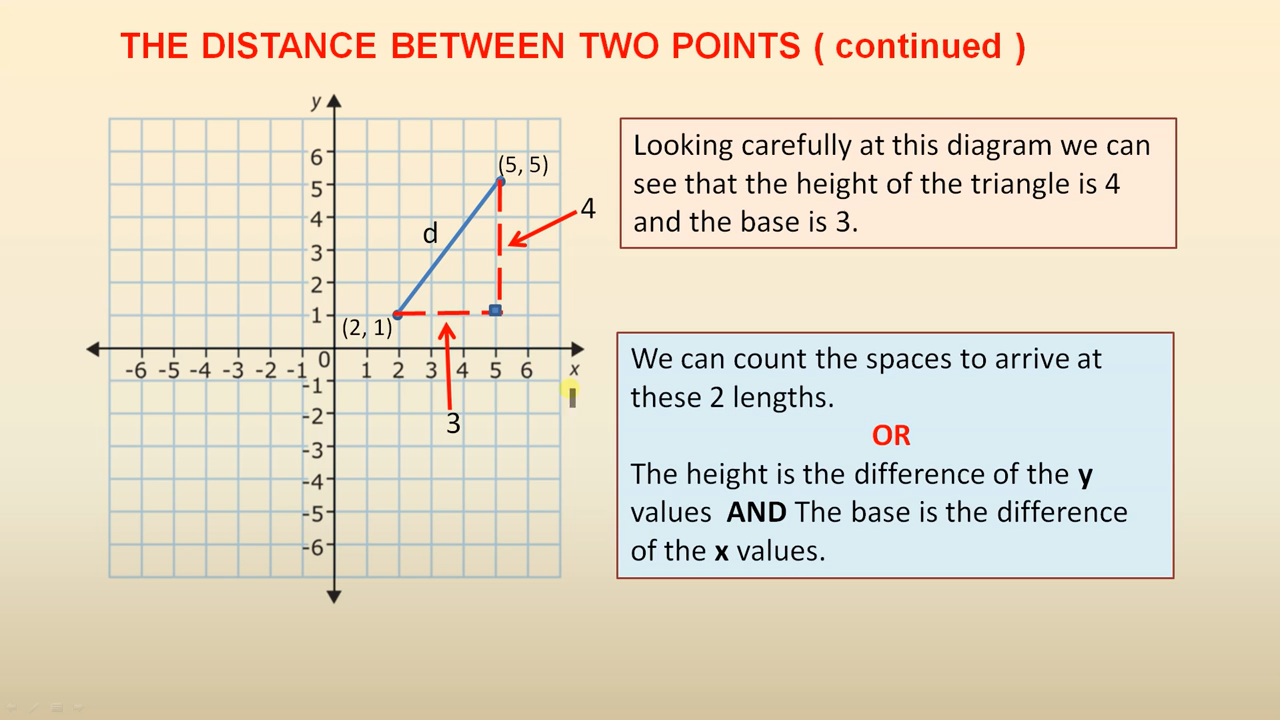 THE DISTANCE BETWEEN TWO POINTS ( continued )
y
6
5
4
3
2
1
(5, 5)
4
d
(2, 1)
-6 -5 -4 -3 -2 -1 0 1 2 3 4 5 6 x
-1
-2
-3
-4
-5
-6
3
Looking carefully at this diagram we can
see that the height of the triangle is 4
and the base is 3.
We can count the spaces to arrive at
these 2 lengths.
OR
The height is the difference of the y
values AND The base is the difference
of the x values.